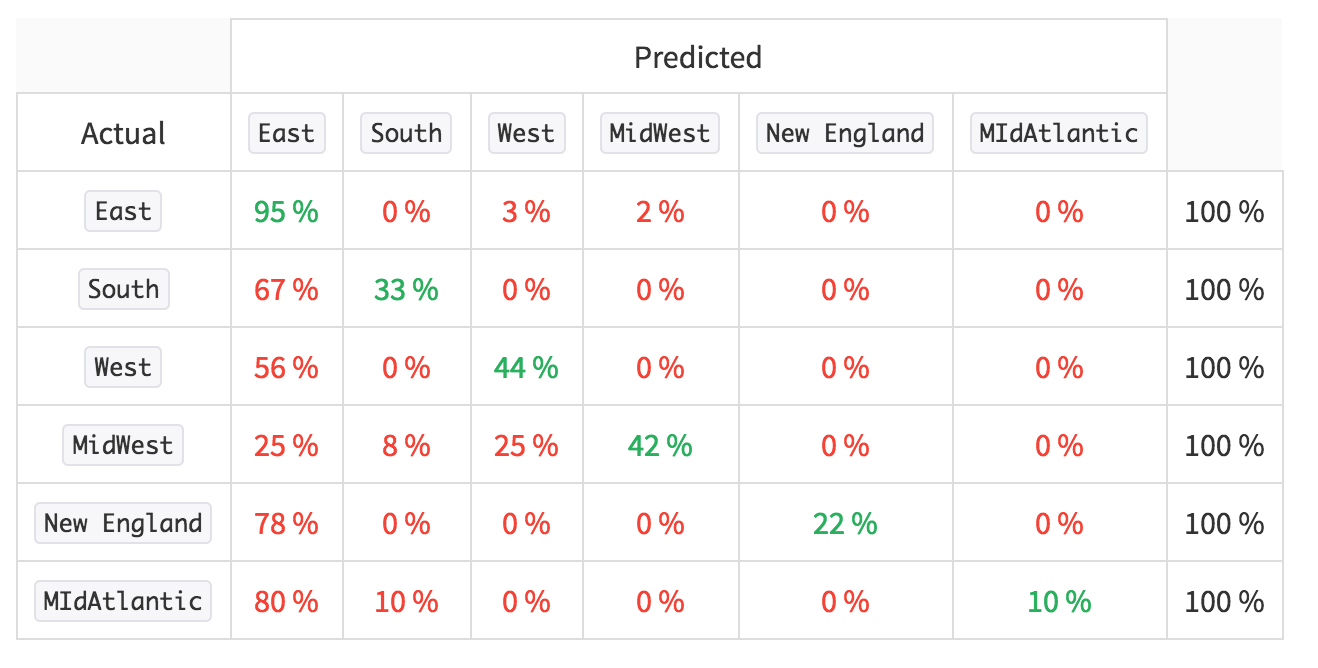 Predicted
Actual East South West MidWest New England MIdAtlantic
East 95 % 0 % 3 % 2 % 0 % 0 % 100 %
South 67 % 33 % 0 % 0 % 0 % 0 % 100 %
West 56 % 0 % 44 % 0 % 0 % 0 % 100 %
MidWest 25 % 8 % 25 % 42 % 0 % 0 % 100 %
New England 78 % 0 % 0 % 0 % 22 % 0 % 100 %
MIdAtlantic 80 % 10 % 0 % 0 % 0 % 10 % 100 %